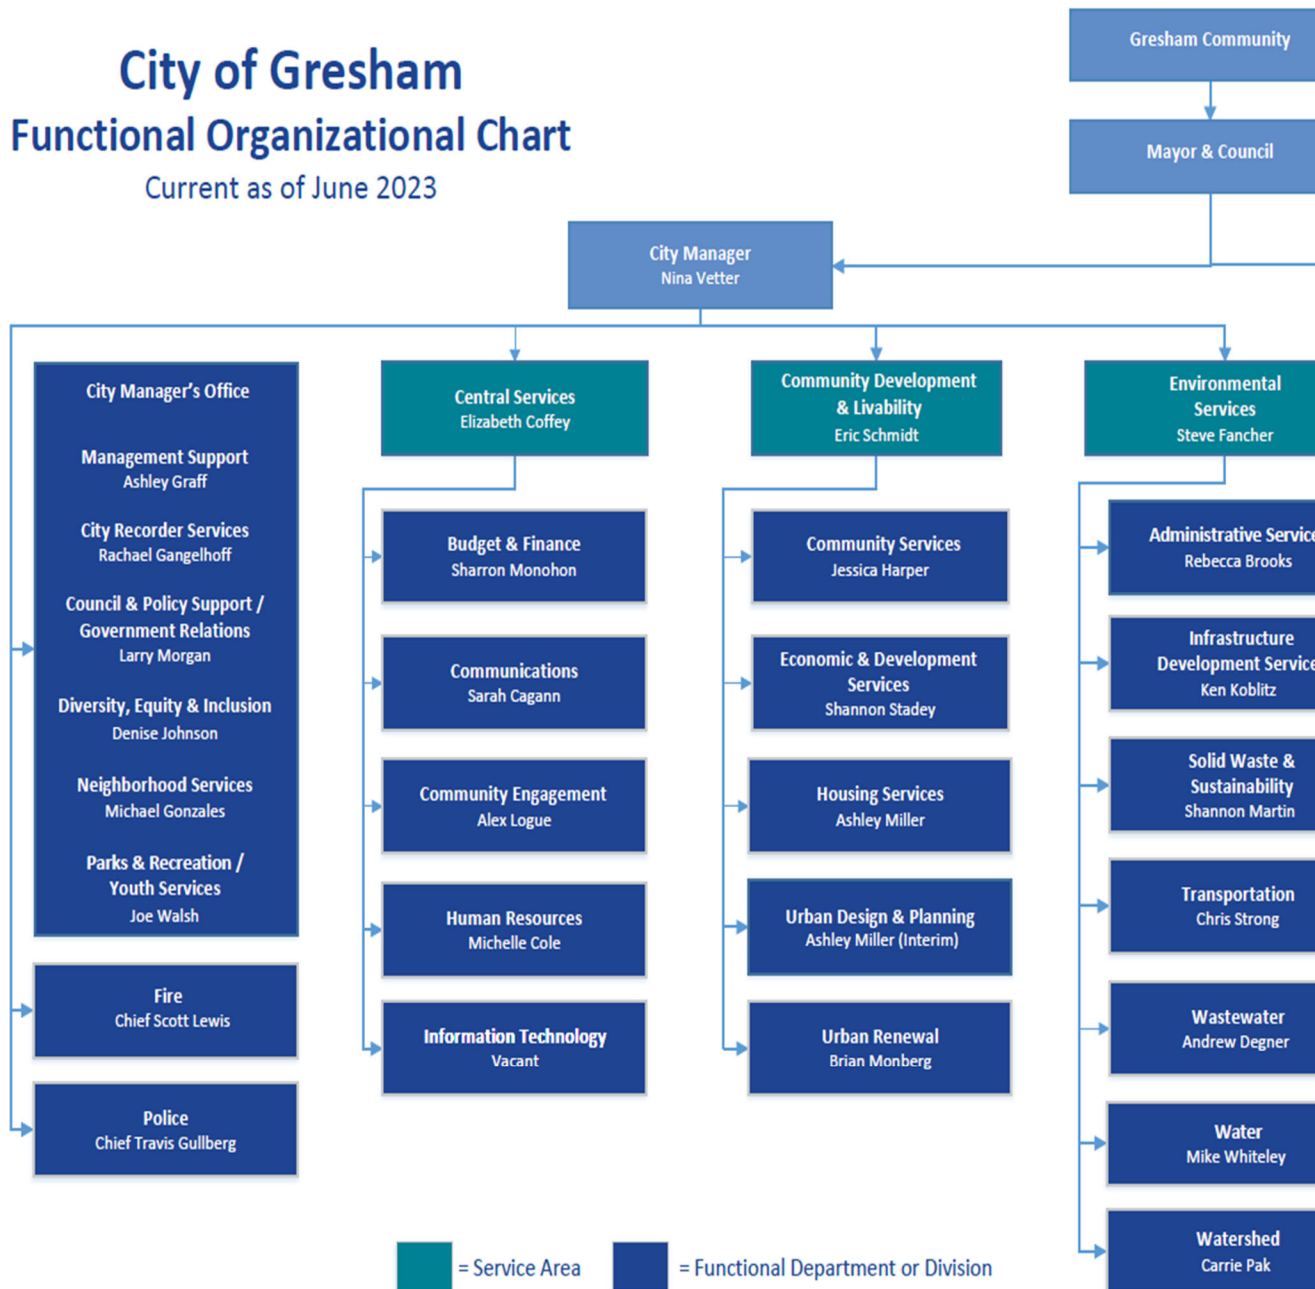 City of Gresham
Functional Organizational Chart
Current as of June 2023
Gresham Community
Mayor & Council
City Manager
Nina Vetter
City Manager's Office
Management Support
Ashley Graff
City Recorder Services
Rachael Gangelhoff
Council & Policy Support /
Government Relations
Larry Morgan
Diversity, Equity & Inclusion
Denise Johnson
Neighborhood Services
Michael Gonzales
Parks & Recreation /
Youth Services
Joe Walsh
Fire
Chief Scott Lewis
Police
Chief Travis Gullberg
Central Services
Elizabeth Coffey
Budget & Finance
Sharron Monohon
Communications
Sarah Cagann
Community Engagement
Alex Logue
Human Resources
Michelle Cole
Information Technology
Vacant
Community Development
& Livability
Eric Schmidt
Community Services
Jessica Harper
Economic & Development
Services
Shannon Stadey
Housing Services
Ashley Miller
Urban Design & Planning
Ashley Miller (Interim)
Urban Renewal
Brian Monberg
Environmental
Services
Steve Fancher
Administrative Service
Rebecca Brooks
Infrastructure
Development Service
Ken Koblitz
Solid Waste &
Sustainability
Shannon Martin
Transportation
Chris Strong
Wastewater
Andrew Degner
Water
Mike Whiteley
Watershed
Carrie Pak
= Service Area
= Functional Department or Division